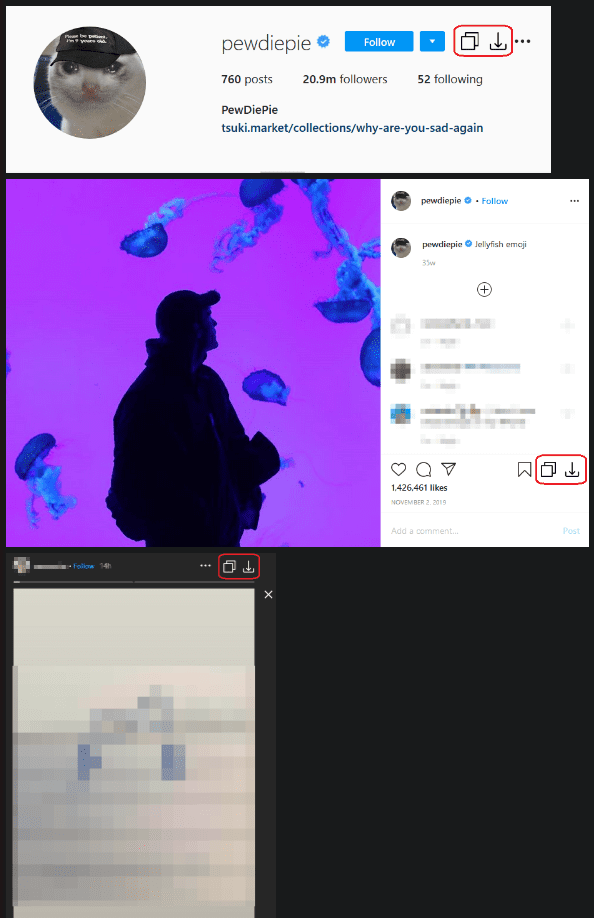 Please be patient,
I'm 9 years old.
pewdiepie Follow
760 posts 20.9m followers 52 following
PewDiePie
tsuki.market/collections/why-are-you-sad-again
pewdiepie • Follow
pewdiepie Jellyfish emoji
35w
1,426,461 likes
NOVEMBER 2, 2019
Add a comment... Post
• Follow 14h